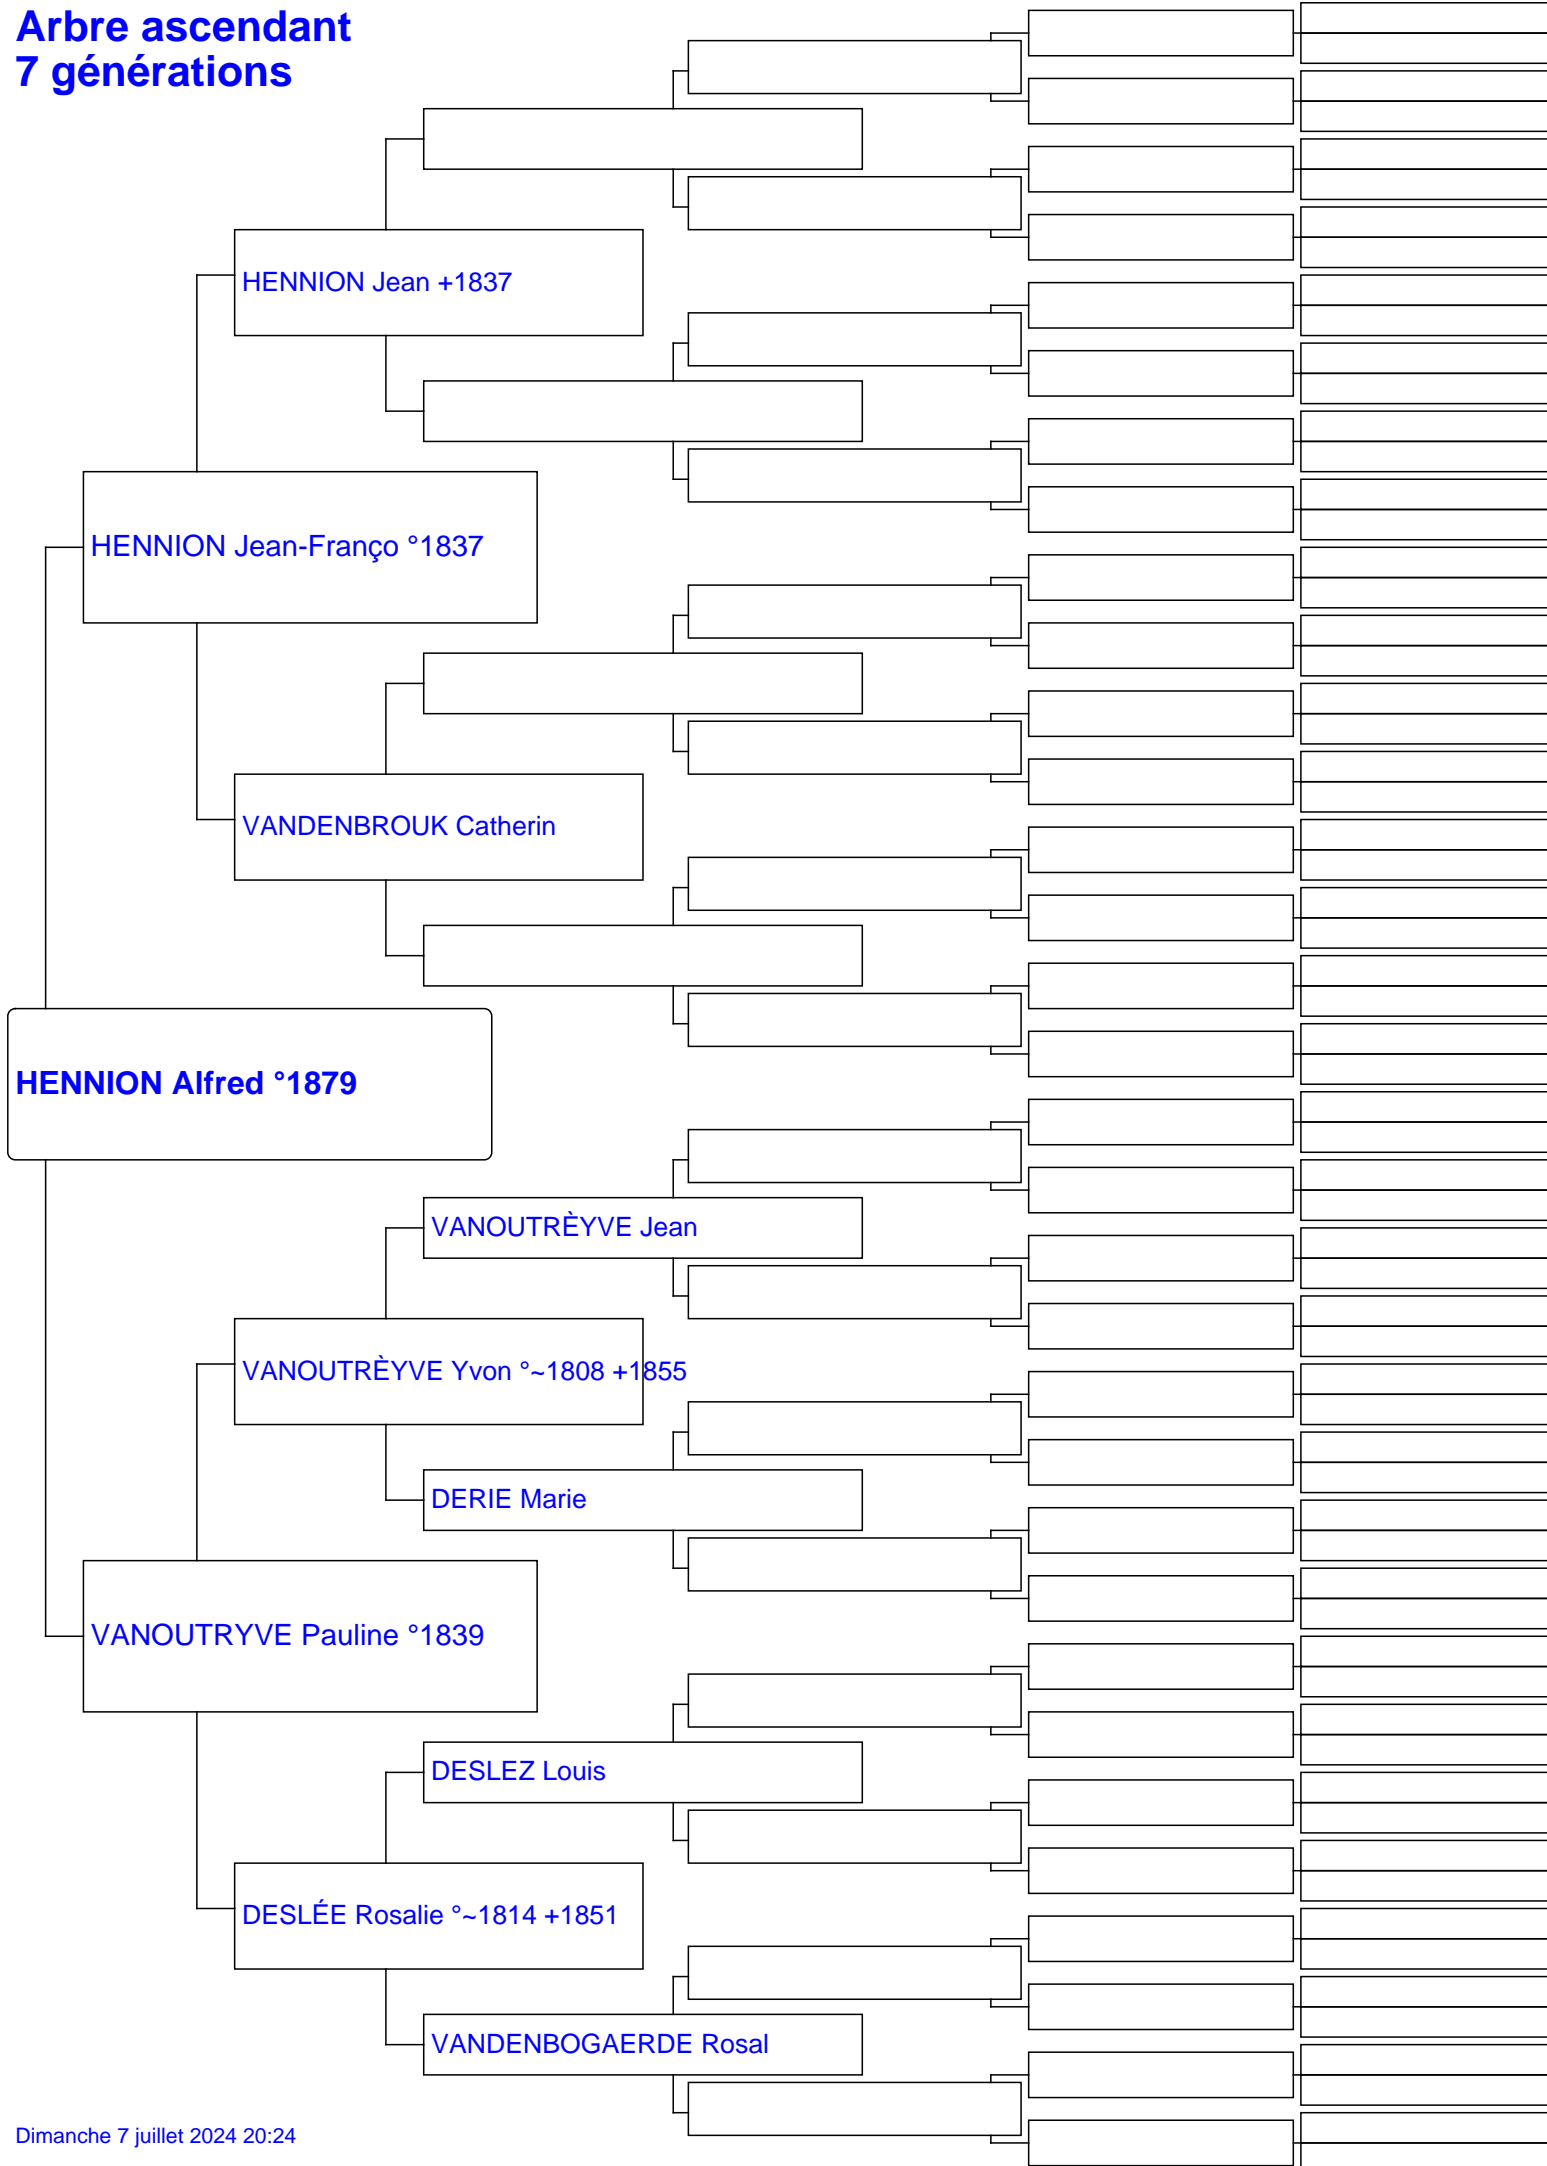 Arbre ascendant
7 générations
HENNION Jean +1837
HENNION Jean-Franço °1837
VANDENBROUK Catherin
HENNION Alfred °1879
VANOUTRÈYVE Jean
VANOUTRÈYVE Yvon °~1808 +1855
DERIE Marie
VANOUTRYVE Pauline °1839
DESLEZ Louis
DESLÉE Rosalie °~1814 +1851
VANDENBOGAERDE Rosal
Dimanche 7 juillet 2024 20:24